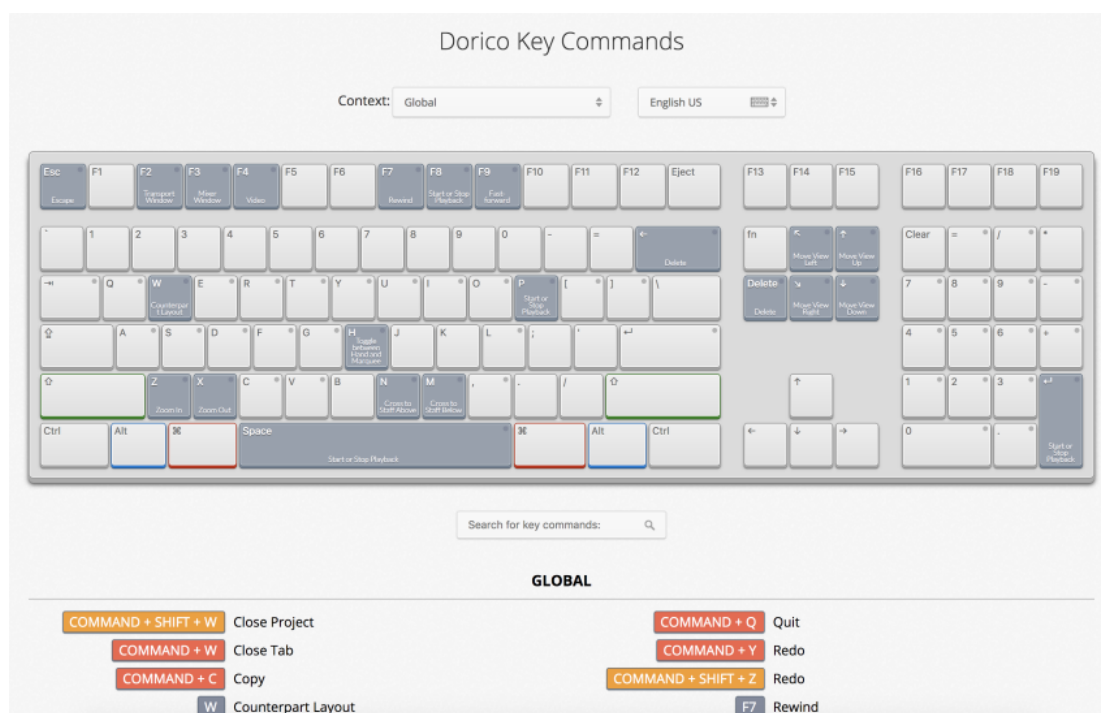 Dorico Key Commands
Context: Global English US
Esc F1 F2 F3 F4 F5 F6 F7 F8 F9 F10 F11 F12 Eject F13 F14 F15 F16 F17 F18 F19
Escape Transport Window Mixer Window Video Rewind Start or Stop Playback Fast forward
` 1 2 3 4 5 6 7 8 9 0 - = ← fn ↖ ↑ Clear = / *
Delete Move View Left Move View Up
⇥ Q W E R T Y U I O P [ ] \ Delete ↘ ↓ 7 8 9 -
Counterpart Layout Start or Stop Playback Delete Move View Right Move View Down
⇪ A S D F G H J K L ; ' ↵ 4 5 6 +
Toggle between Hand and Marquee
⇧ Z X C V B N M , . / ⇧ ↑ 1 2 3 ↵
Zoom In Zoom Out Cross to Staff Above Cross to Staff Below
Ctrl Alt ⌘ Space ⌘ Alt Ctrl ← ↓ → 0 .
Start or Stop Playback Start or Stop Playback
Search for key commands:
GLOBAL
COMMAND + SHIFT + W Close Project COMMAND + Q Quit
COMMAND + W Close Tab COMMAND + Y Redo
COMMAND + C Copy COMMAND + SHIFT + Z Redo
W Counterpart Layout F7 Rewind